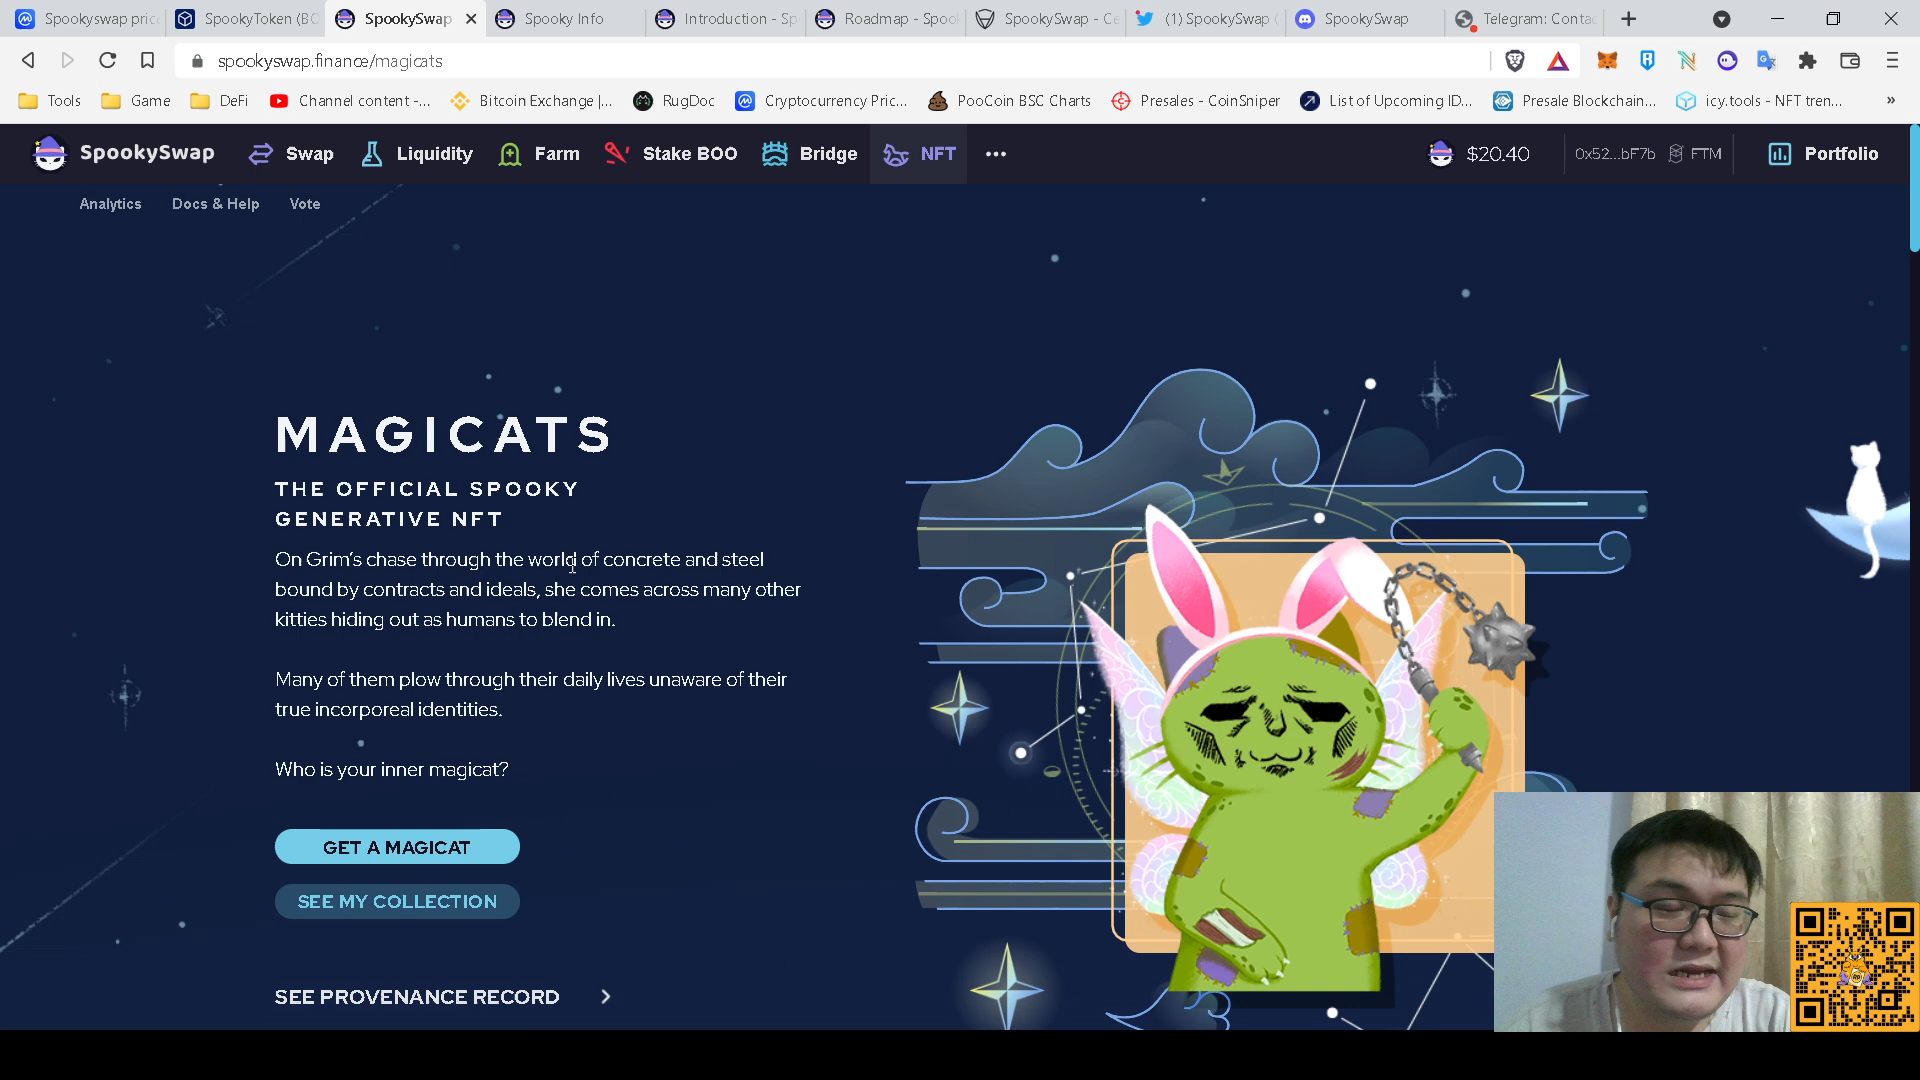 Spookyswap pric
SpookyToken (BO
SpookySwap
Spooky Info
Introduction - Sp
Roadmap - Spook
SpookySwap - Ce
(1) SpookySwap (
SpookySwap
Telegram: Contac
spookyswap.finance/magicats
Tools
Game
DeFi
Channel content -...
Bitcoin Exchange |...
RugDoc
Cryptocurrency Pric...
PooCoin BSC Charts
Presales - CoinSniper
List of Upcoming ID...
Presale Blockchain...
icy.tools - NFT tren...
»
SpookySwap
Swap
Liquidity
Farm
Stake BOO
Bridge
NFT
$20.40
0x52...bF7b
FTM
Portfolio
Analytics
Docs & Help
Vote
MAGICATS
THE OFFICIAL SPOOKY
GENERATIVE NFT
On Grim's chase through the world of concrete and steel
bound by contracts and ideals, she comes across many other
kitties hiding out as humans to blend in.
Many of them plow through their daily lives unaware of their
true incorporeal identities.
Who is your inner magicat?
GET A MAGICAT
SEE MY COLLECTION
SEE PROVENANCE RECORD